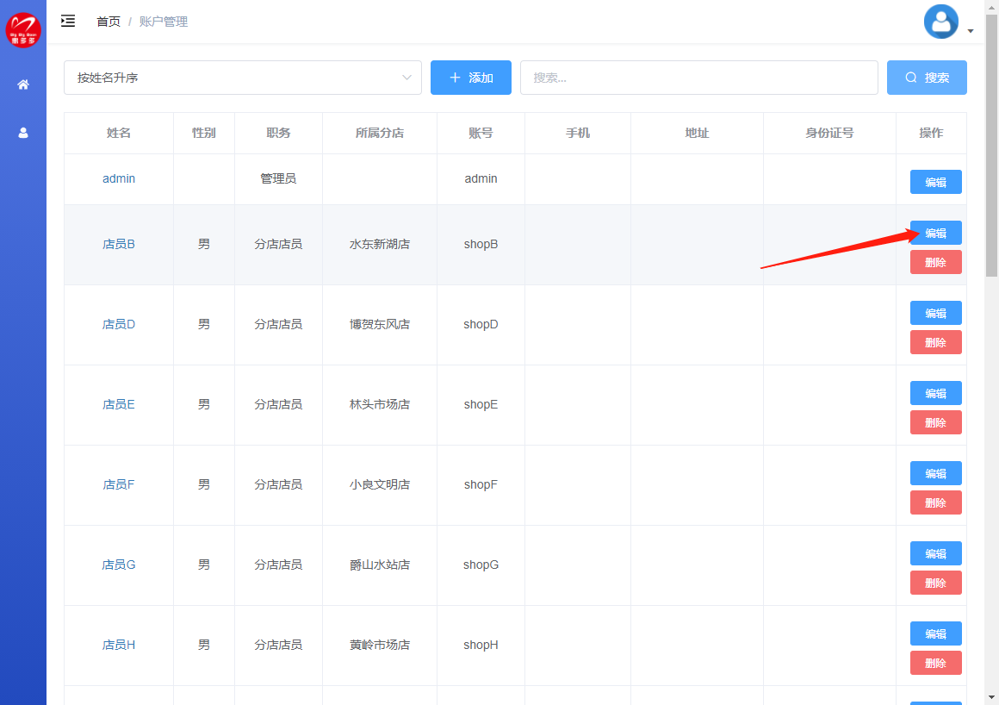 首页 / 账户管理
按姓名升序 添加 搜索... 搜索
姓名 性别 职务 所属分店 账号 手机 地址 身份证号 操作
admin 管理员 admin 编辑
店员B 男 分店店员 水东新湖店 shopB 编辑
删除
店员D 男 分店店员 博贺东风店 shopD 编辑
删除
店员E 男 分店店员 林头市场店 shopE 编辑
删除
店员F 男 分店店员 小良文明店 shopF 编辑
删除
店员G 男 分店店员 爵山水站店 shopG 编辑
删除
店员H 男 分店店员 黄岭市场店 shopH 编辑
删除